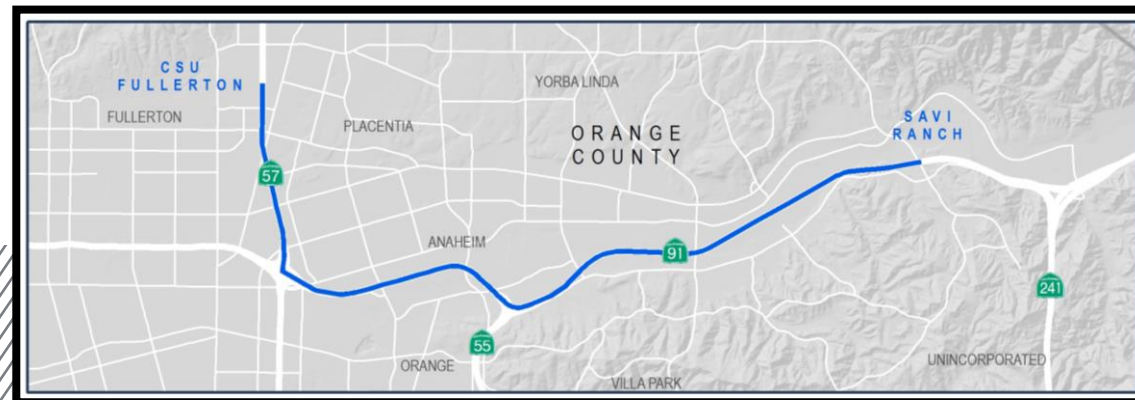 CSU
FULLERTON
FULLERTON
PLACENTIA
YORBA LINDA
ORANGE
COUNTY
SAVI
RANCH
57
ANAHEIM
91
241
55
ORANGE
VILLA PARK
UNINCORPORATED